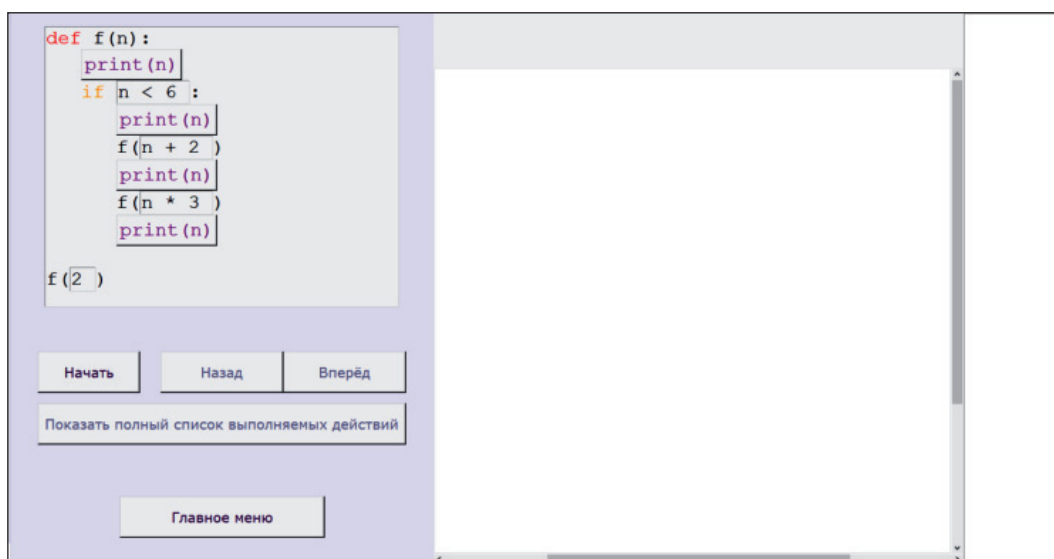 def f(n):
print(n)
if n < 6 :
print(n)
f(n + 2 )
print(n)
f(n * 3 )
print(n)
f(2 )
Начать
Назад
Вперёд
Показать полный список выполняемых действий
Главное меню